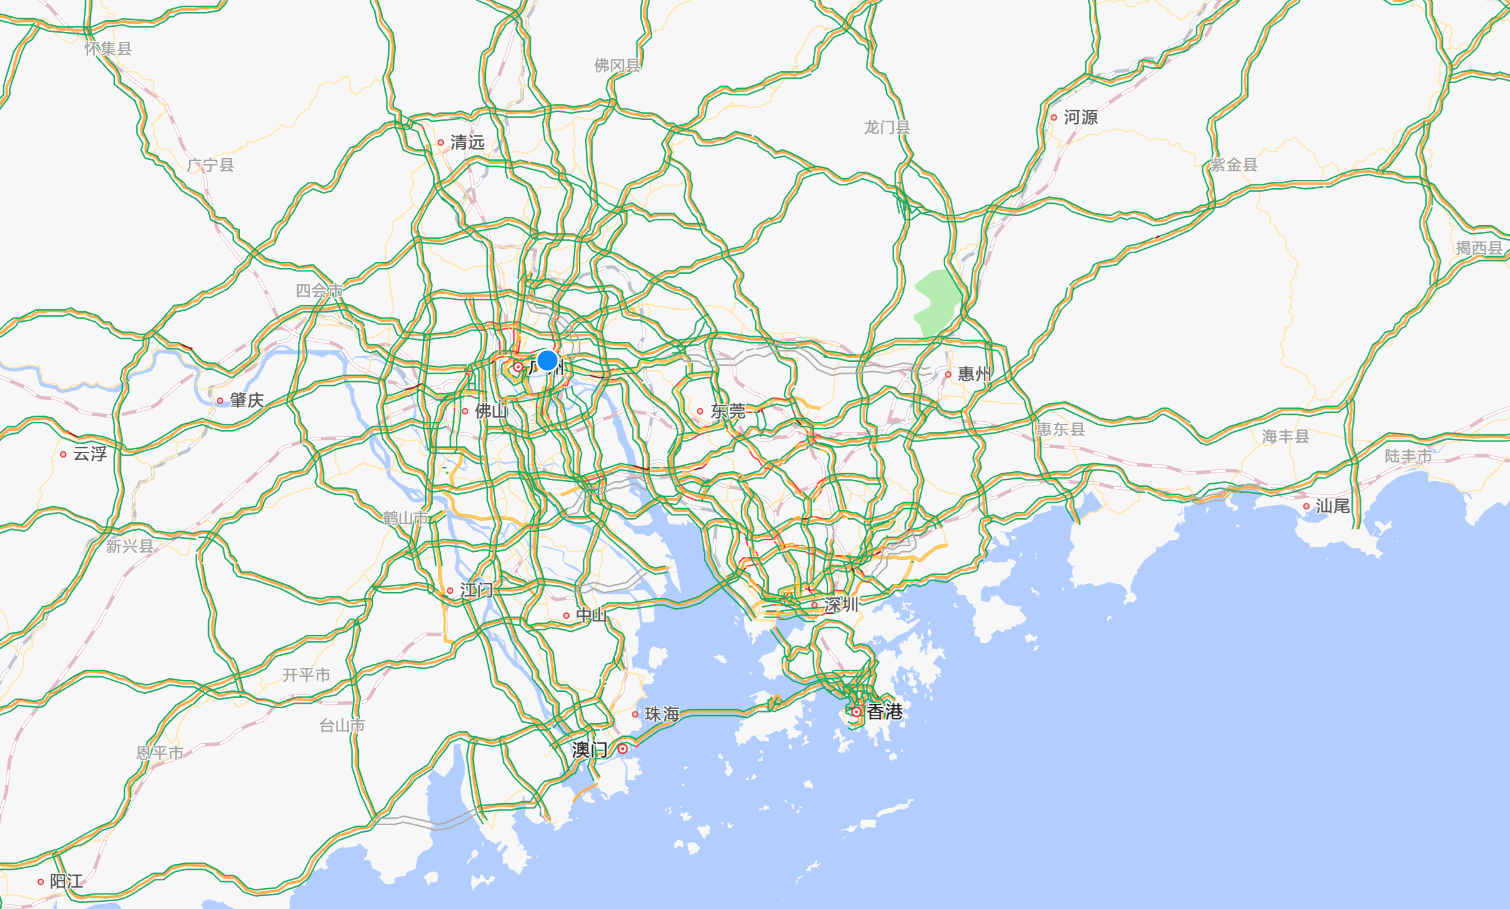 怀集县
佛冈县
河源
龙门县
清远
广宁县
紫金县
揭西县
四会市
广州
惠州
肇庆
佛山
东莞
惠东县
海丰县
云浮
陆丰市
汕尾
鹤山市
新兴县
江门
深圳
中山
开平市
珠海
香港
台山市
澳门
恩平市
阳江